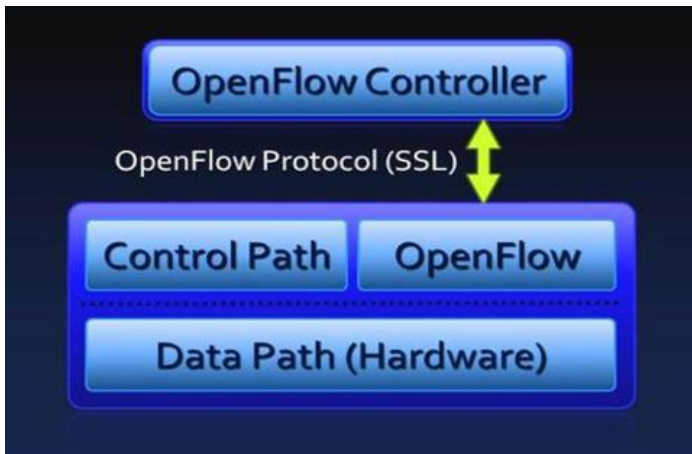 OpenFlow Controller
OpenFlow Protocol (SSL)
Control Path
OpenFlow
Data Path (Hardware)